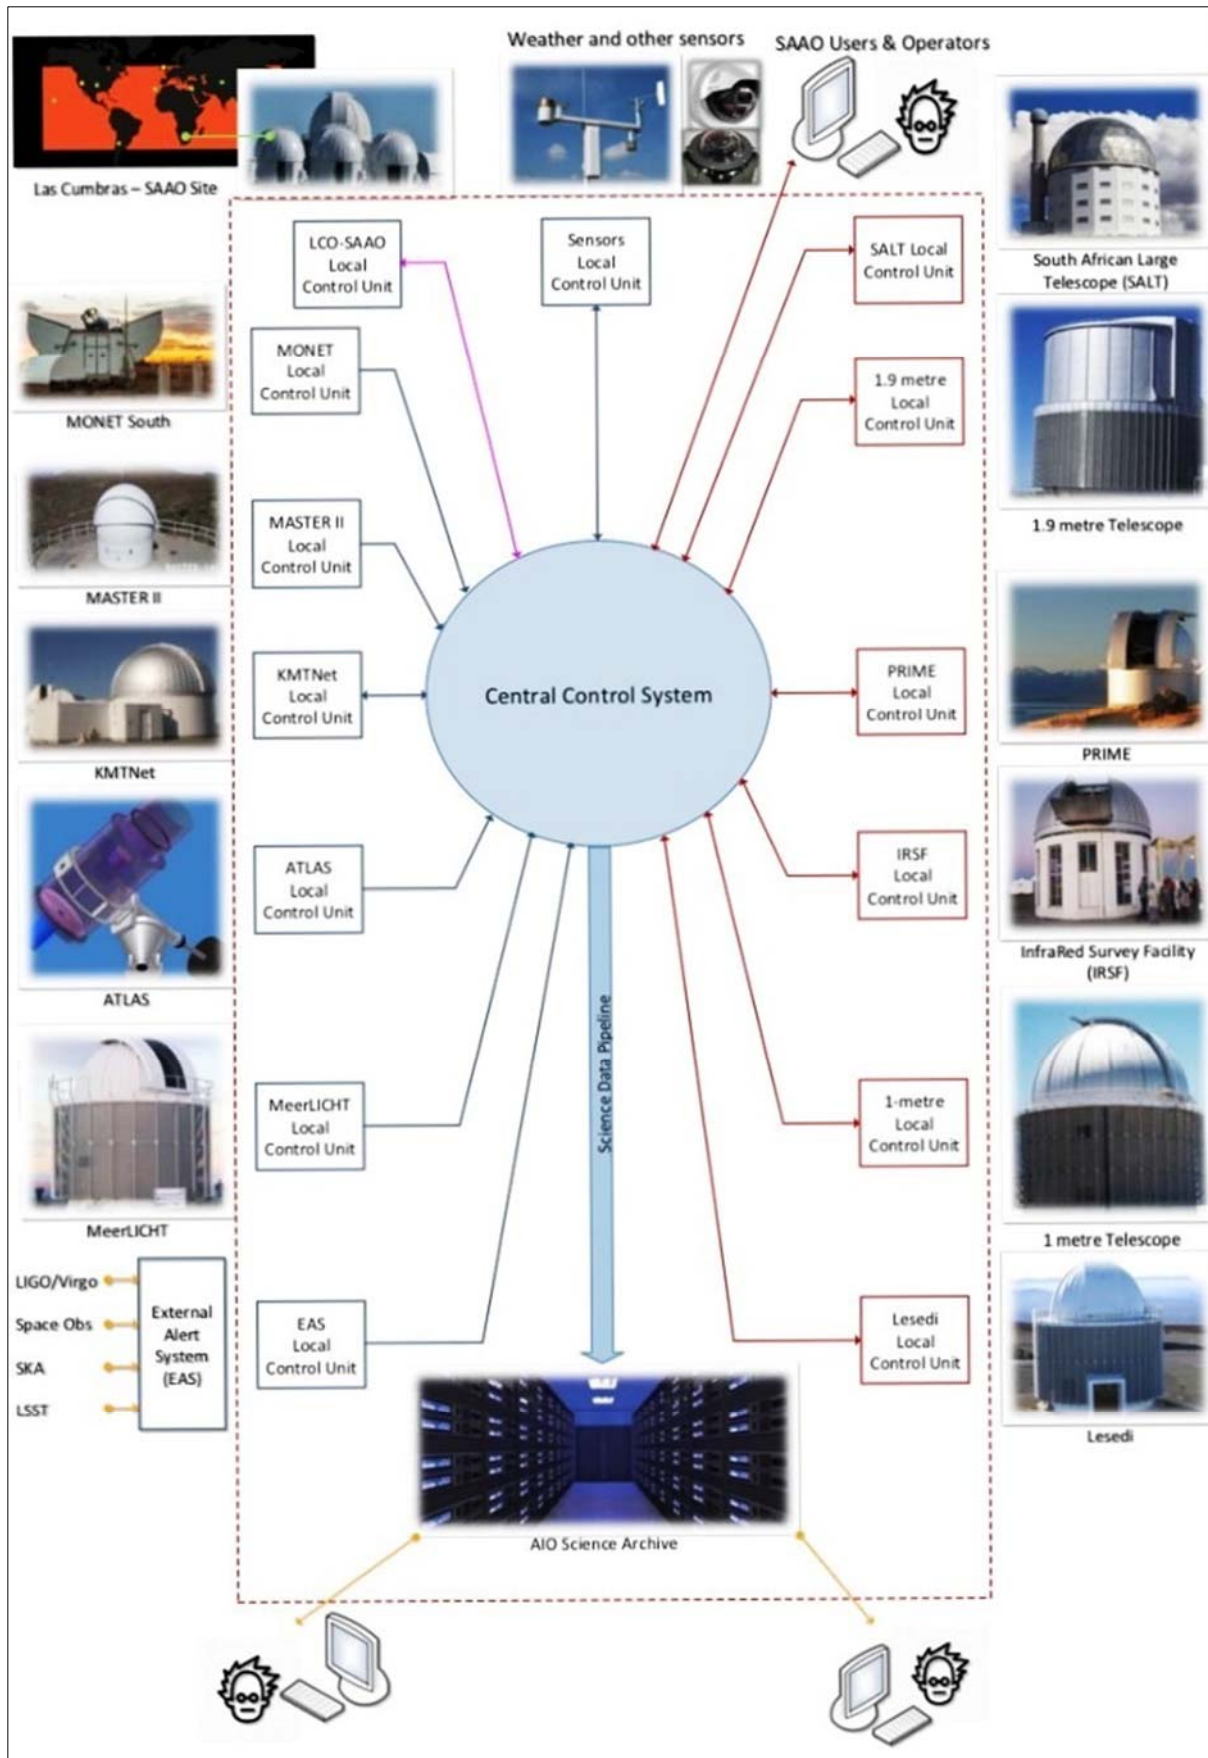 Weather and other sensors
SAAO Users & Operators
Las Cumbras – SAAO Site
LCO-SAAO
Local
Control Unit
Sensors
Local
Control Unit
SALT Local
Control Unit
South African Large
Telescope (SALT)
MONET
Local
Control Unit
MONET South
1.9 metre
Local
Control Unit
1.9 metre Telescope
MASTER II
Local
Control Unit
MASTER II
KMTNet
Local
Control Unit
KMTNet
Central Control System
PRIME
Local
Control Unit
PRIME
ATLAS
Local
Control Unit
ATLAS
IRSF
Local
Control Unit
InfraRed Survey Facility
(IRSF)
Science Data Pipeline
MeerLICHT
Local
Control Unit
MeerLICHT
1-metre
Local
Control Unit
1 metre Telescope
LIGO/Virgo
Space Obs
SKA
LSST
External
Alert
System
(EAS)
EAS
Local
Control Unit
Lesedi
Local
Control Unit
Lesedi
AIO Science Archive